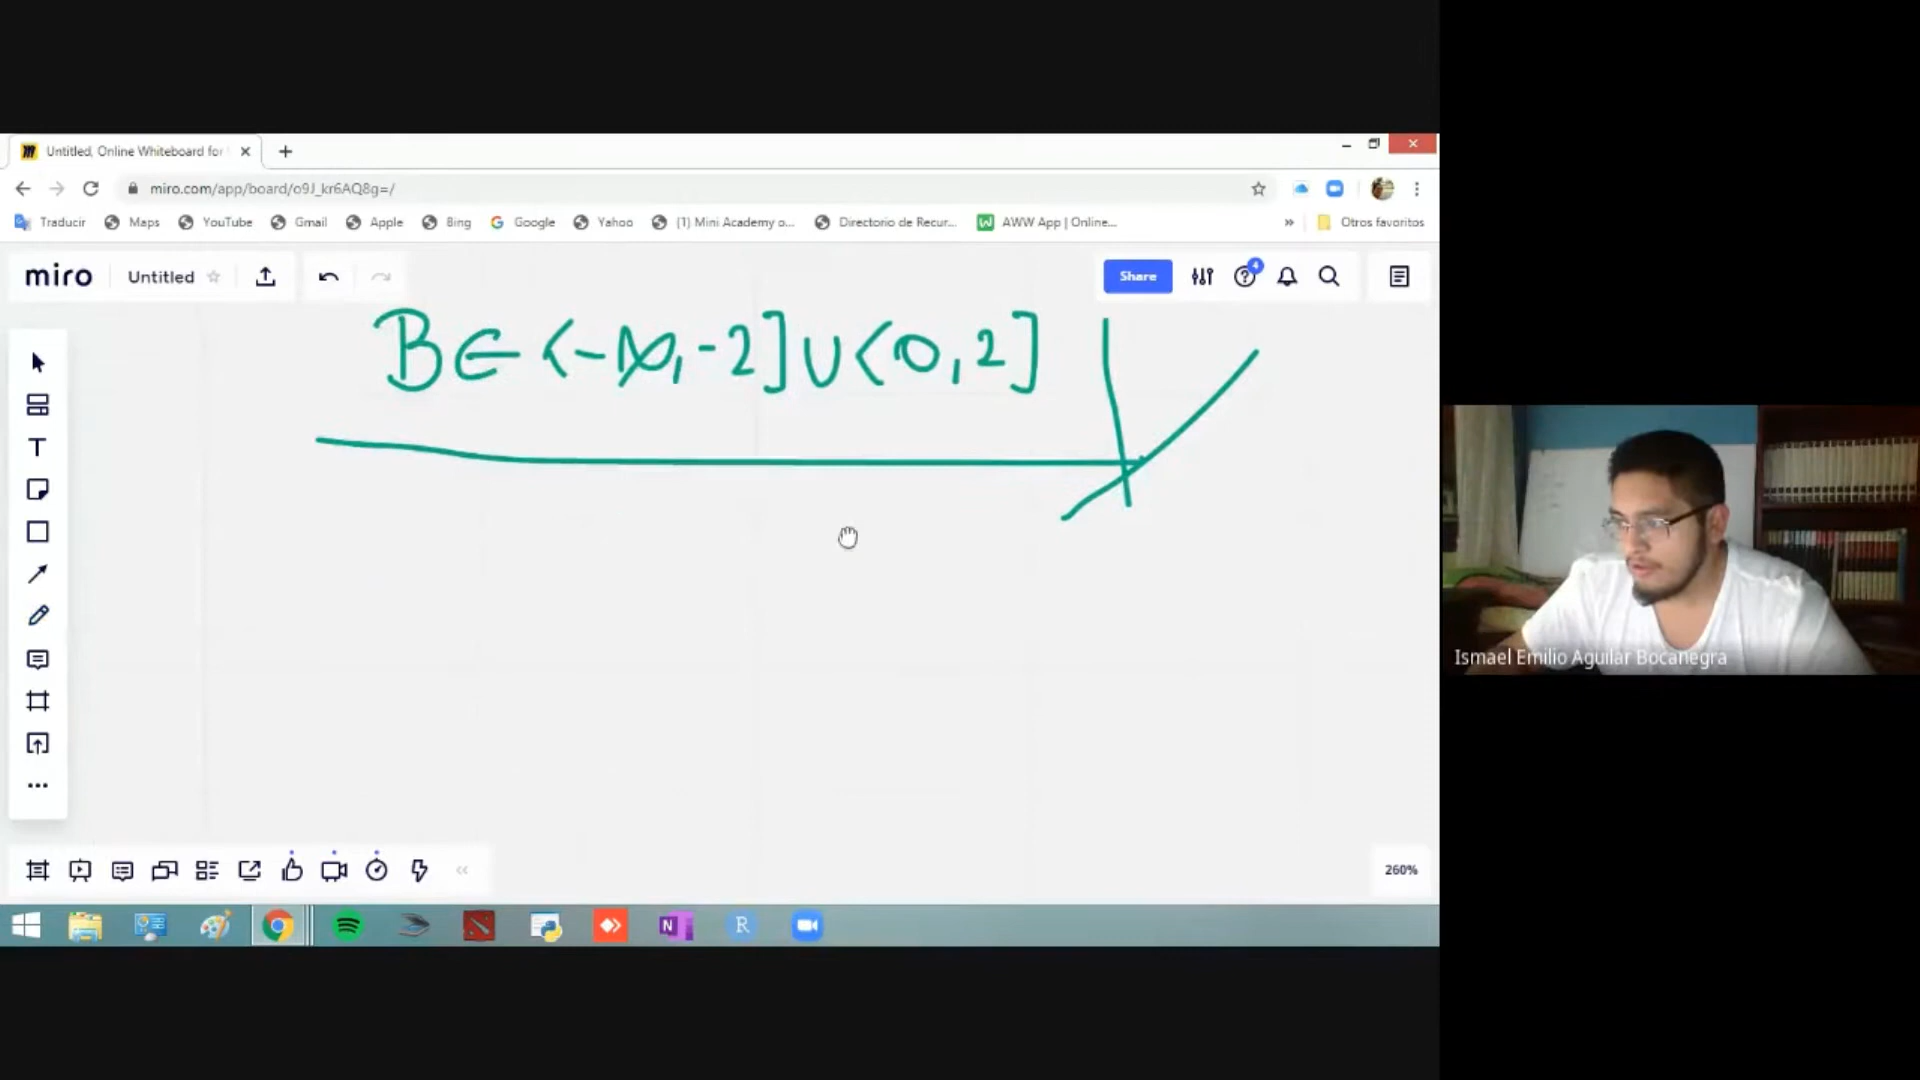 Untitled, Online Whiteboard for
miro.com/app/board/o9J_kr6AQ8g=/
Traducir Maps YouTube Gmail Apple Bing Google Yahoo (1) Mini Academy o... Directorio de Recur... AWW App | Online... » Otros favoritos
miro Untitled Share 4
B∈<-∞,-2]∪<0,2]
T
260%
N R
Ismael Emilio Aguilar Bocanegra